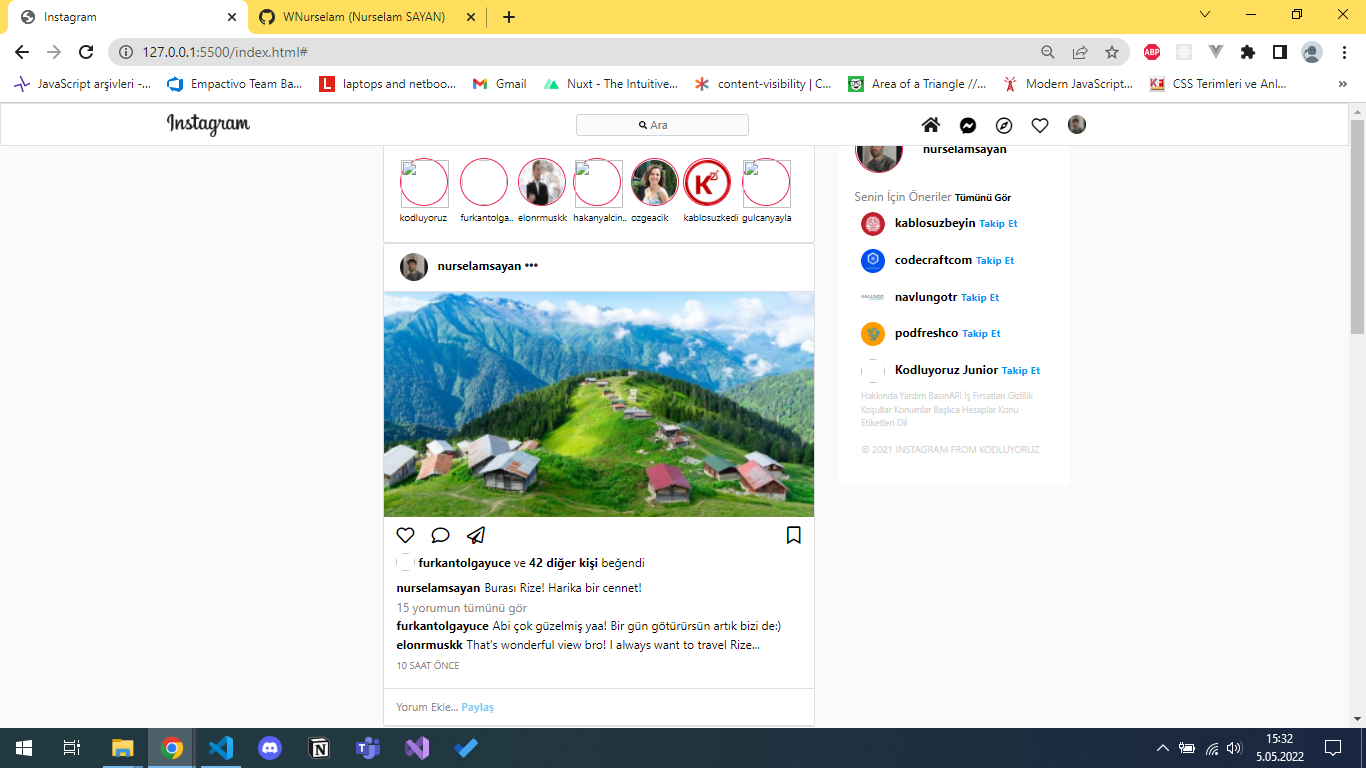 Instagram
WNurselam (Nurselam SAYAN)
127.0.0.1:5500/index.html#
ABP
JavaScript arşivleri -...
Empactivo Team Ba...
L laptops and netboo...
Gmail
Nuxt - The Intuitive...
content-visibility | C...
Area of a Triangle //...
Modern JavaScript...
CSS Terimleri ve Anl...
»
Instagram
Ara
nurselamsayan
kodluyoruz furkantolga.. elonrmuskk hakanyalcin.. ozgeacik kablosuzkedi gulcanyayla
Senin İçin Öneriler Tümünü Gör
kablosuzbeyin Takip Et
codecraftcom Takip Et
navlungotr Takip Et
podfreshco Takip Et
Kodluyoruz Junior Takip Et
Hakkında Yardım BasınAPI İş Fırsatları Gizlilik
Koşullar Konumlar Başlıca Hesaplar Konu
Etiketleri Dil
© 2021 INSTAGRAM FROM KODLUYORUZ
nurselamsayan •••
furkantolgayuce ve 42 diğer kişi beğendi
nurselamsayan Burası Rize! Harika bir cennet!
15 yorumun tümünü gör
furkantolgayuce Abi çok güzelmiş yaa! Bir gün götürürsün artık bizi de:)
elonrmuskk That's wonderful view bro! I always want to travel Rize...
10 SAAT ÖNCE
Yorum Ekle... Paylaş
15:32
5.05.2022